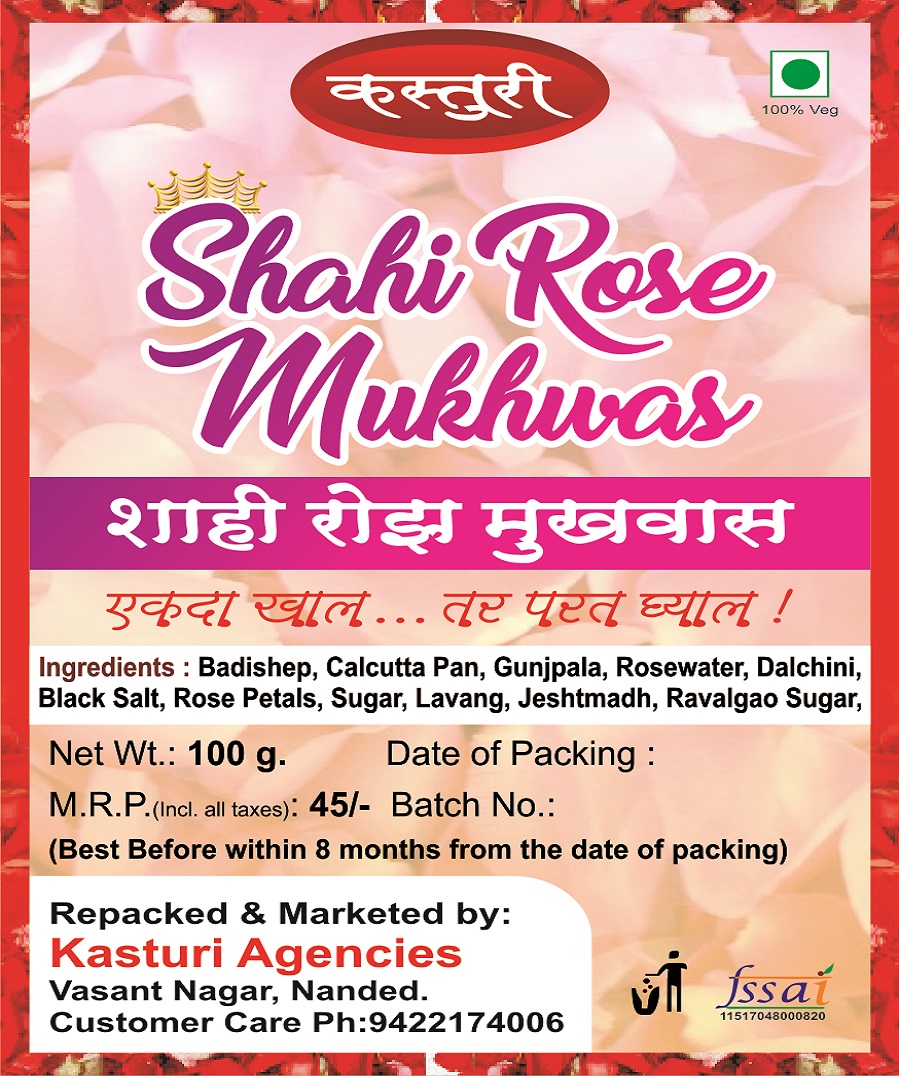 कस्तुरी
100% Veg
Shahi Rose
Mukhwas
शाही रोझ मुखवास
एकदा खाल... तर परत घ्याल !
Ingredients : Badishep, Calcutta Pan, Gunjpala, Rosewater, Dalchini,
Black Salt, Rose Petals, Sugar, Lavang, Jeshtmadh, Ravalgao Sugar,
Net Wt.: 100 g. Date of Packing :
M.R.P.(Incl. all taxes): 45/- Batch No.:
(Best Before within 8 months from the date of packing)
Repacked & Marketed by:
Kasturi Agencies
Vasant Nagar, Nanded.
Customer Care Ph:9422174006
fssai
11517048000820